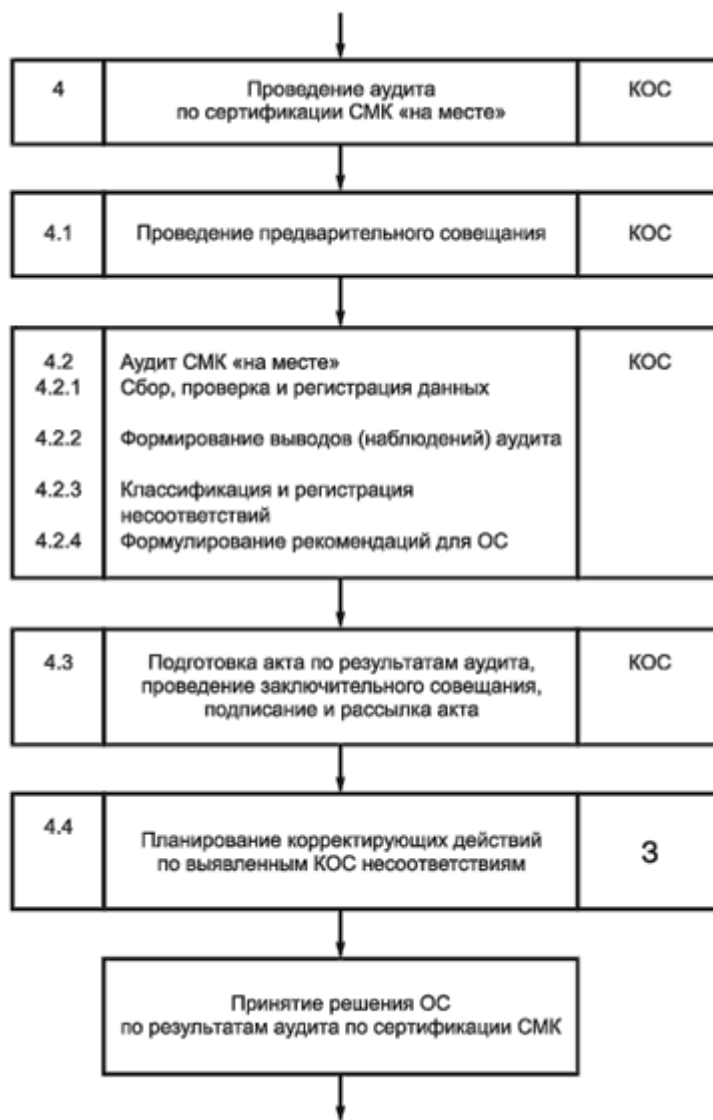 4
Проведение аудита
по сертификации СМК «на месте»
КОС
4.1
Проведение предварительного совещания
КОС
4.2 Аудит СМК «на месте» КОС
4.2.1 Сбор, проверка и регистрация данных
4.2.2 Формирование выводов (наблюдений) аудита
4.2.3 Классификация и регистрация
несоответствий
4.2.4 Формулирование рекомендаций для ОС
4.3
Подготовка акта по результатам аудита,
проведение заключительного совещания,
подписание и рассылка акта
КОС
4.4
Планирование корректирующих действий
по выявленным КОС несоответствиям
З
Принятие решения ОС
по результатам аудита по сертификации СМК